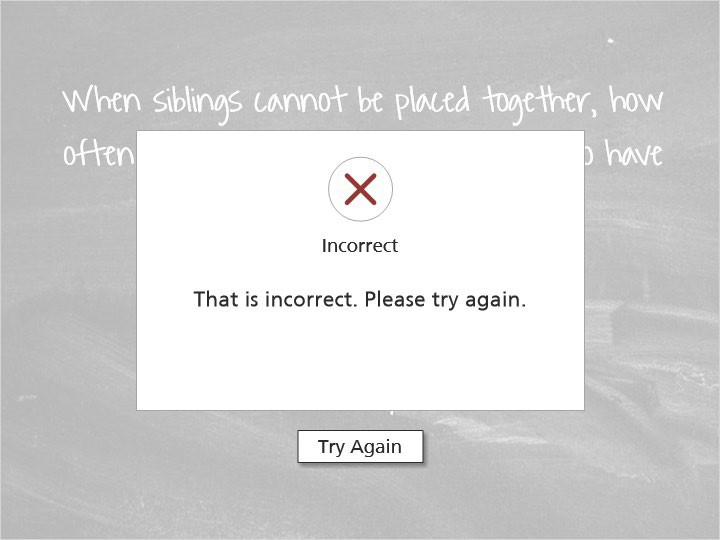 When siblings cannot be placed together, how
often have
Incorrect
That is incorrect. Please try again.
Try Again